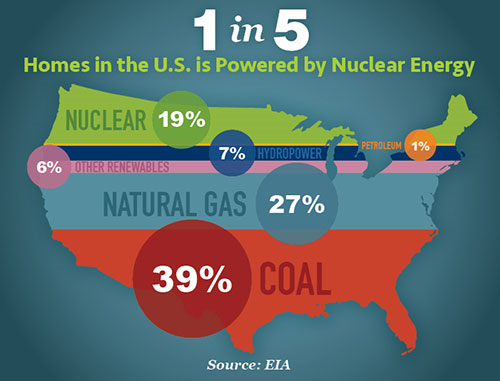 1 in 5
Homes in the U.S. is Powered by Nuclear Energy
NUCLEAR 19%
PETROLEUM 1%
7% HYDROPOWER
6% OTHER RENEWABLES
NATURAL GAS 27%
39% COAL
Source: EIA